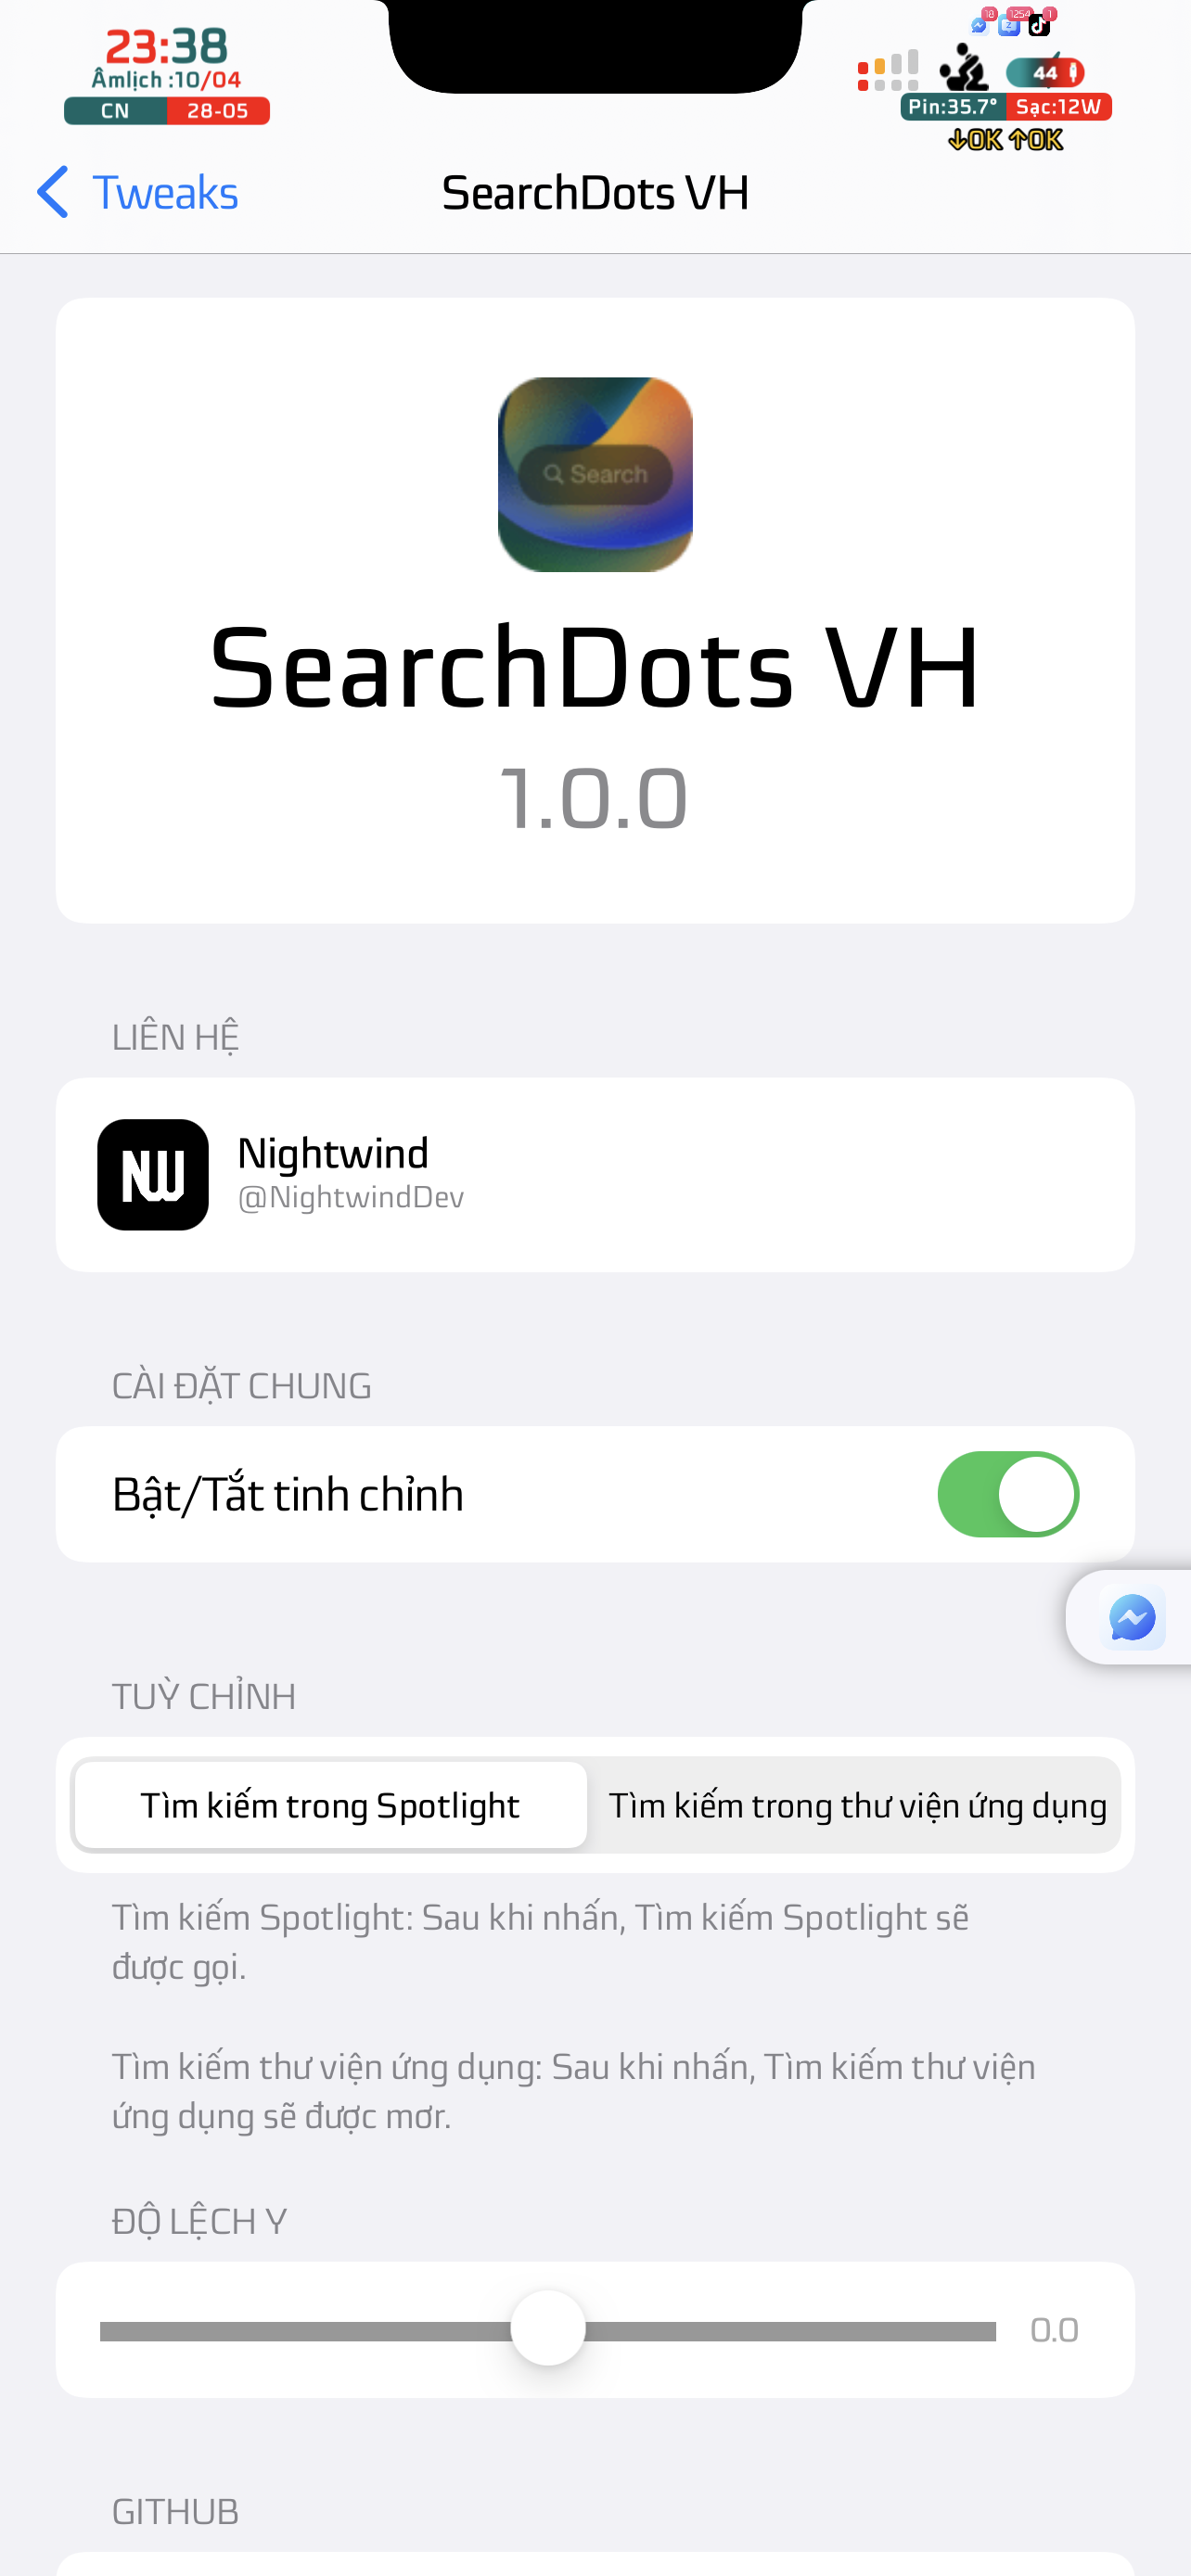 23:38
Âmlịch :10/04
CN 28-05
18 1254 1
44
Pin:35.7° Sạc:12W
↓OK ↑OK
Tweaks
SearchDots VH
Search
SearchDots VH
1.0.0
LIÊN HỆ
NW
Nightwind
@NightwindDev
CÀI ĐẶT CHUNG
Bật/Tắt tinh chỉnh
TUỲ CHỈNH
Tìm kiếm trong Spotlight
Tìm kiếm trong thư viện ứng dụng
Tìm kiếm Spotlight: Sau khi nhấn, Tìm kiếm Spotlight sẽ
được gọi.
Tìm kiếm thư viện ứng dụng: Sau khi nhấn, Tìm kiếm thư viện
ứng dụng sẽ được mơr.
ĐỘ LỆCH Y
0.0
GITHUB